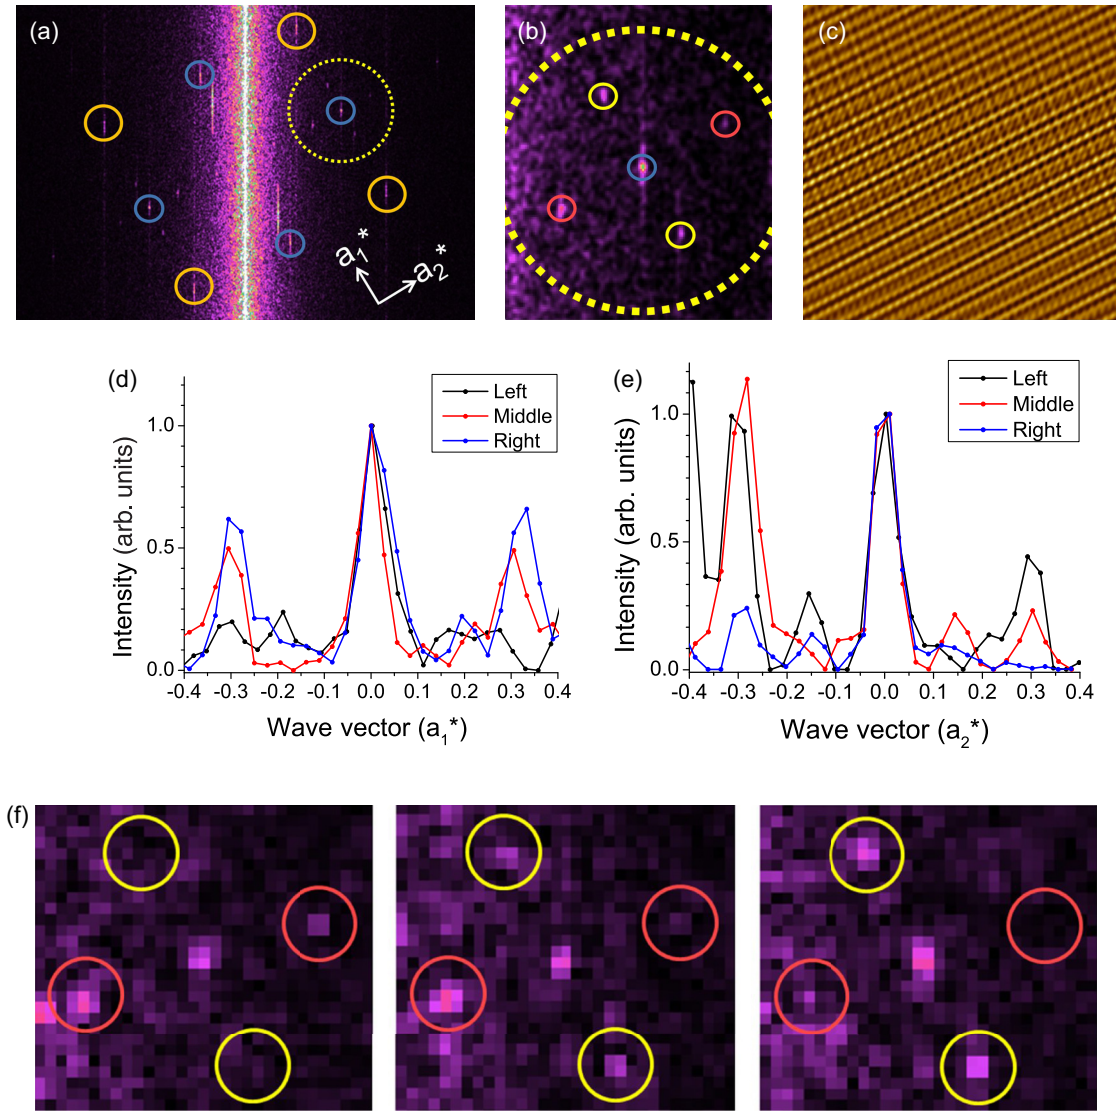 (a)
a1*
a2*
(b)
(c)
(d)
Left
Middle
Right
1.0
0.5
0.0
Intensity (arb. units)
-0.4 -0.3 -0.2 -0.1 0.0 0.1 0.2 0.3 0.4
Wave vector (a1*)
(e)
Left
Middle
Right
1.0
0.5
0.0
Intensity (arb. units)
-0.4 -0.3 -0.2 -0.1 0.0 0.1 0.2 0.3 0.4
Wave vector (a2*)
(f)